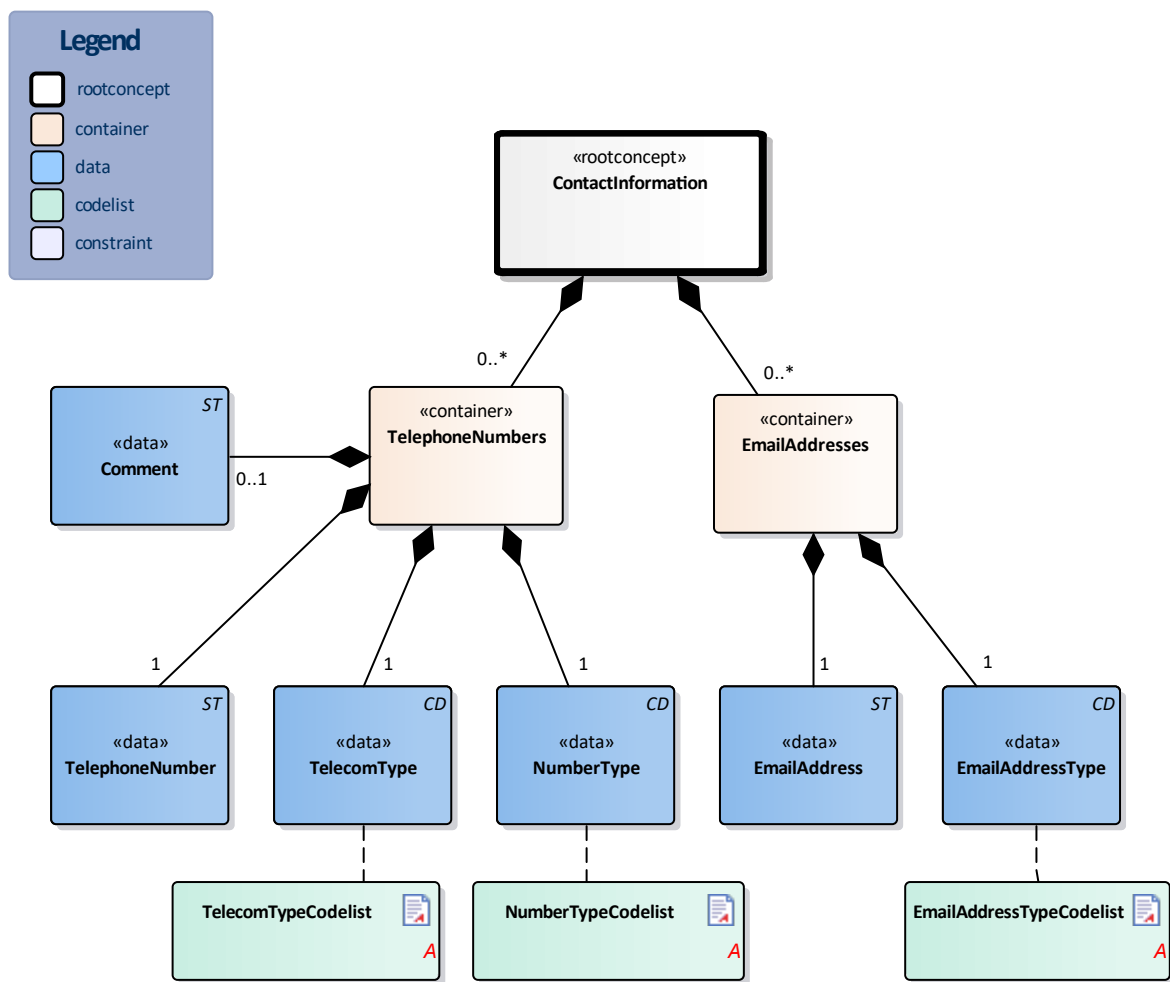 Legend
rootconcept
container
data
codelist
constraint
«rootconcept»
ContactInformation
0..*
0..*
ST
«data»
Comment
0..1
«container»
TelephoneNumbers
«container»
EmailAddresses
1
1
1
1
1
ST
«data»
TelephoneNumber
CD
«data»
TelecomType
CD
«data»
NumberType
ST
«data»
EmailAddress
CD
«data»
EmailAddressType
TelecomTypeCodelist
A
NumberTypeCodelist
A
EmailAddressTypeCodelist
A